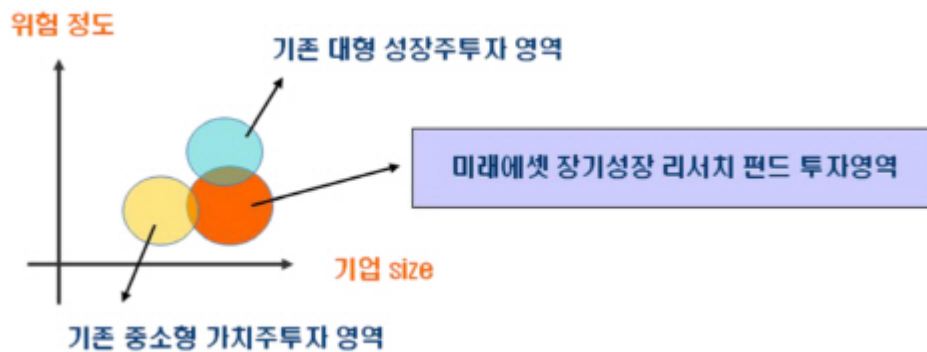 위험 정도
기존 대형 성장주투자 영역
미래에셋 장기성장 리서치 펀드 투자영역
기업 size
기존 중소형 가치주투자 영역